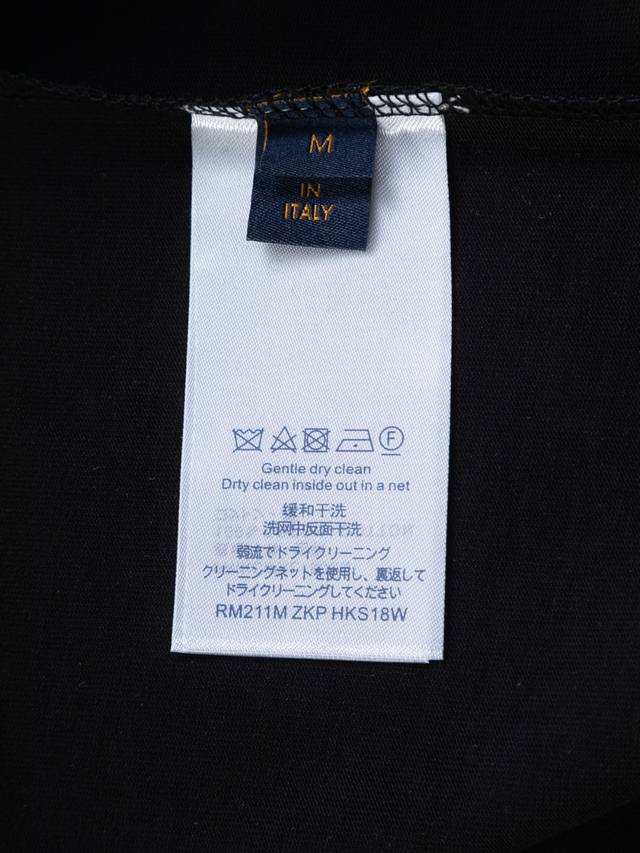 M
IN
ITALY
F
Gentle dry clean
Drty clean inside out in a net
缓和干洗
洗网中反面干洗
弱流でドライクリーニング
クリーニングネットを使用し、裏返して
ドライクリーニングしてください
RM211M ZKP HKS18W